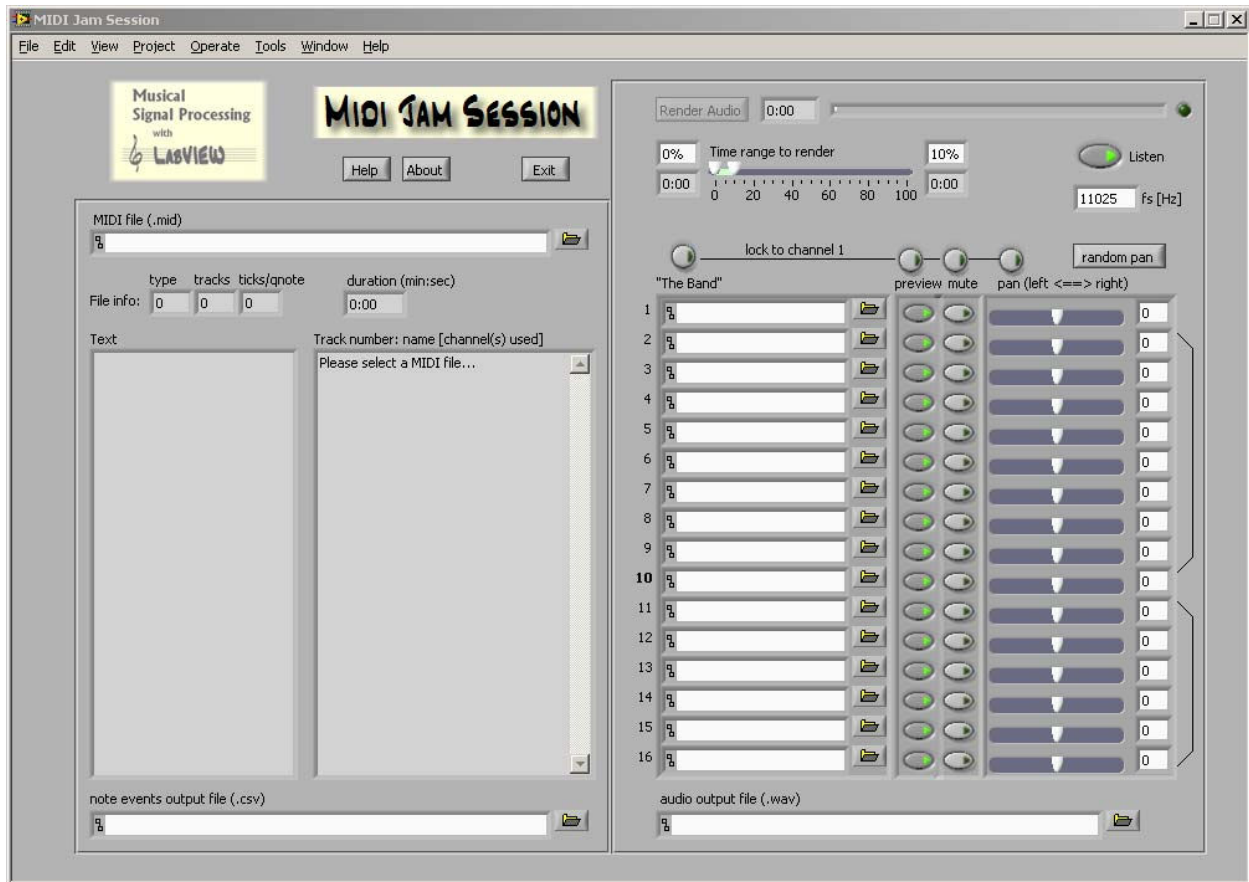 MIDI Jam Session
File Edit View Project Operate Tools Window Help
Musical
Signal Processing
with
LABVIEW
MIDI JAM SESSION
Help About Exit
MIDI file (.mid)
type tracks ticks/qnote duration (min:sec)
File info: 0 0 0 0:00
Text
Track number: name [channel(s) used]
Please select a MIDI file...
note events output file (.csv)
Render Audio 0:00
0% Time range to render 10%
0:00 0:00
0 20 40 60 80 100
Listen
11025 fs [Hz]
lock to channel 1
random pan
"The Band" preview mute pan (left <==> right)
1 0
2 0
3 0
4 0
5 0
6 0
7 0
8 0
9 0
10 0
11 0
12 0
13 0
14 0
15 0
16 0
audio output file (.wav)